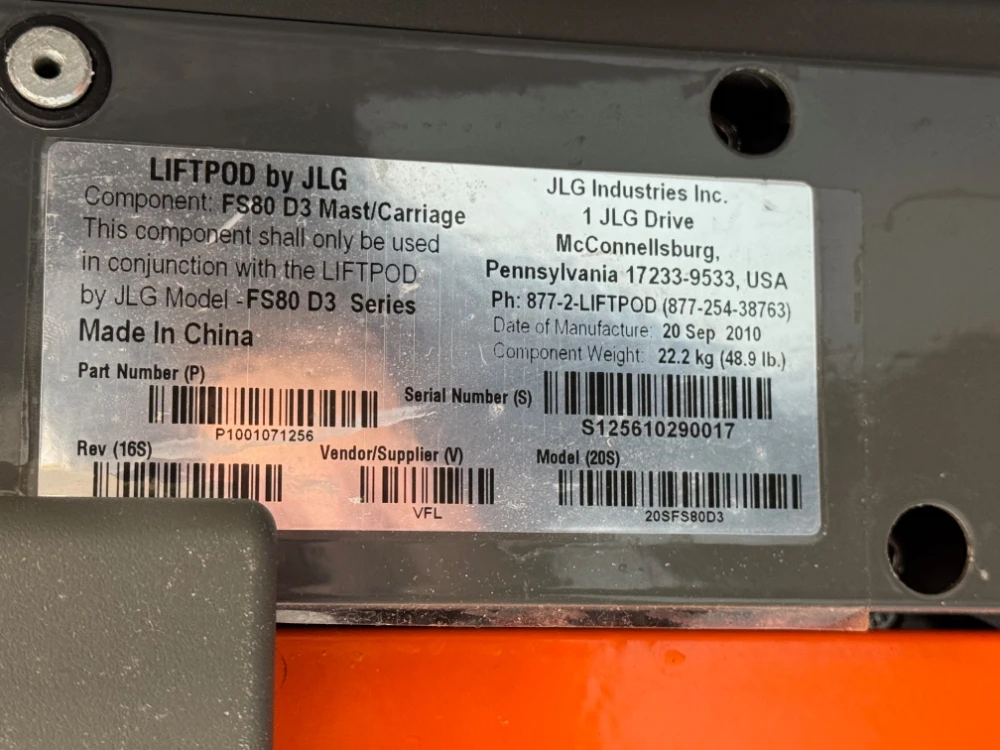 LIFTPOD by JLG
Component: FS80 D3 Mast/Carriage
This component shall only be used
in conjunction with the LIFTPOD
by JLG Model - FS80 D3 Series
Made In China
JLG Industries Inc.
1 JLG Drive
McConnellsburg,
Pennsylvania 17233-9533, USA
Ph: 877-2-LIFTPOD (877-254-38763)
Date of Manufacture: 20 Sep 2010
Component Weight: 22.2 kg (48.9 lb.)
Part Number (P)
P1001071256
Serial Number (S)
S125610290017
Rev (16S)
Vendor/Supplier (V)
VFL
Model (20S)
20SFS80D3